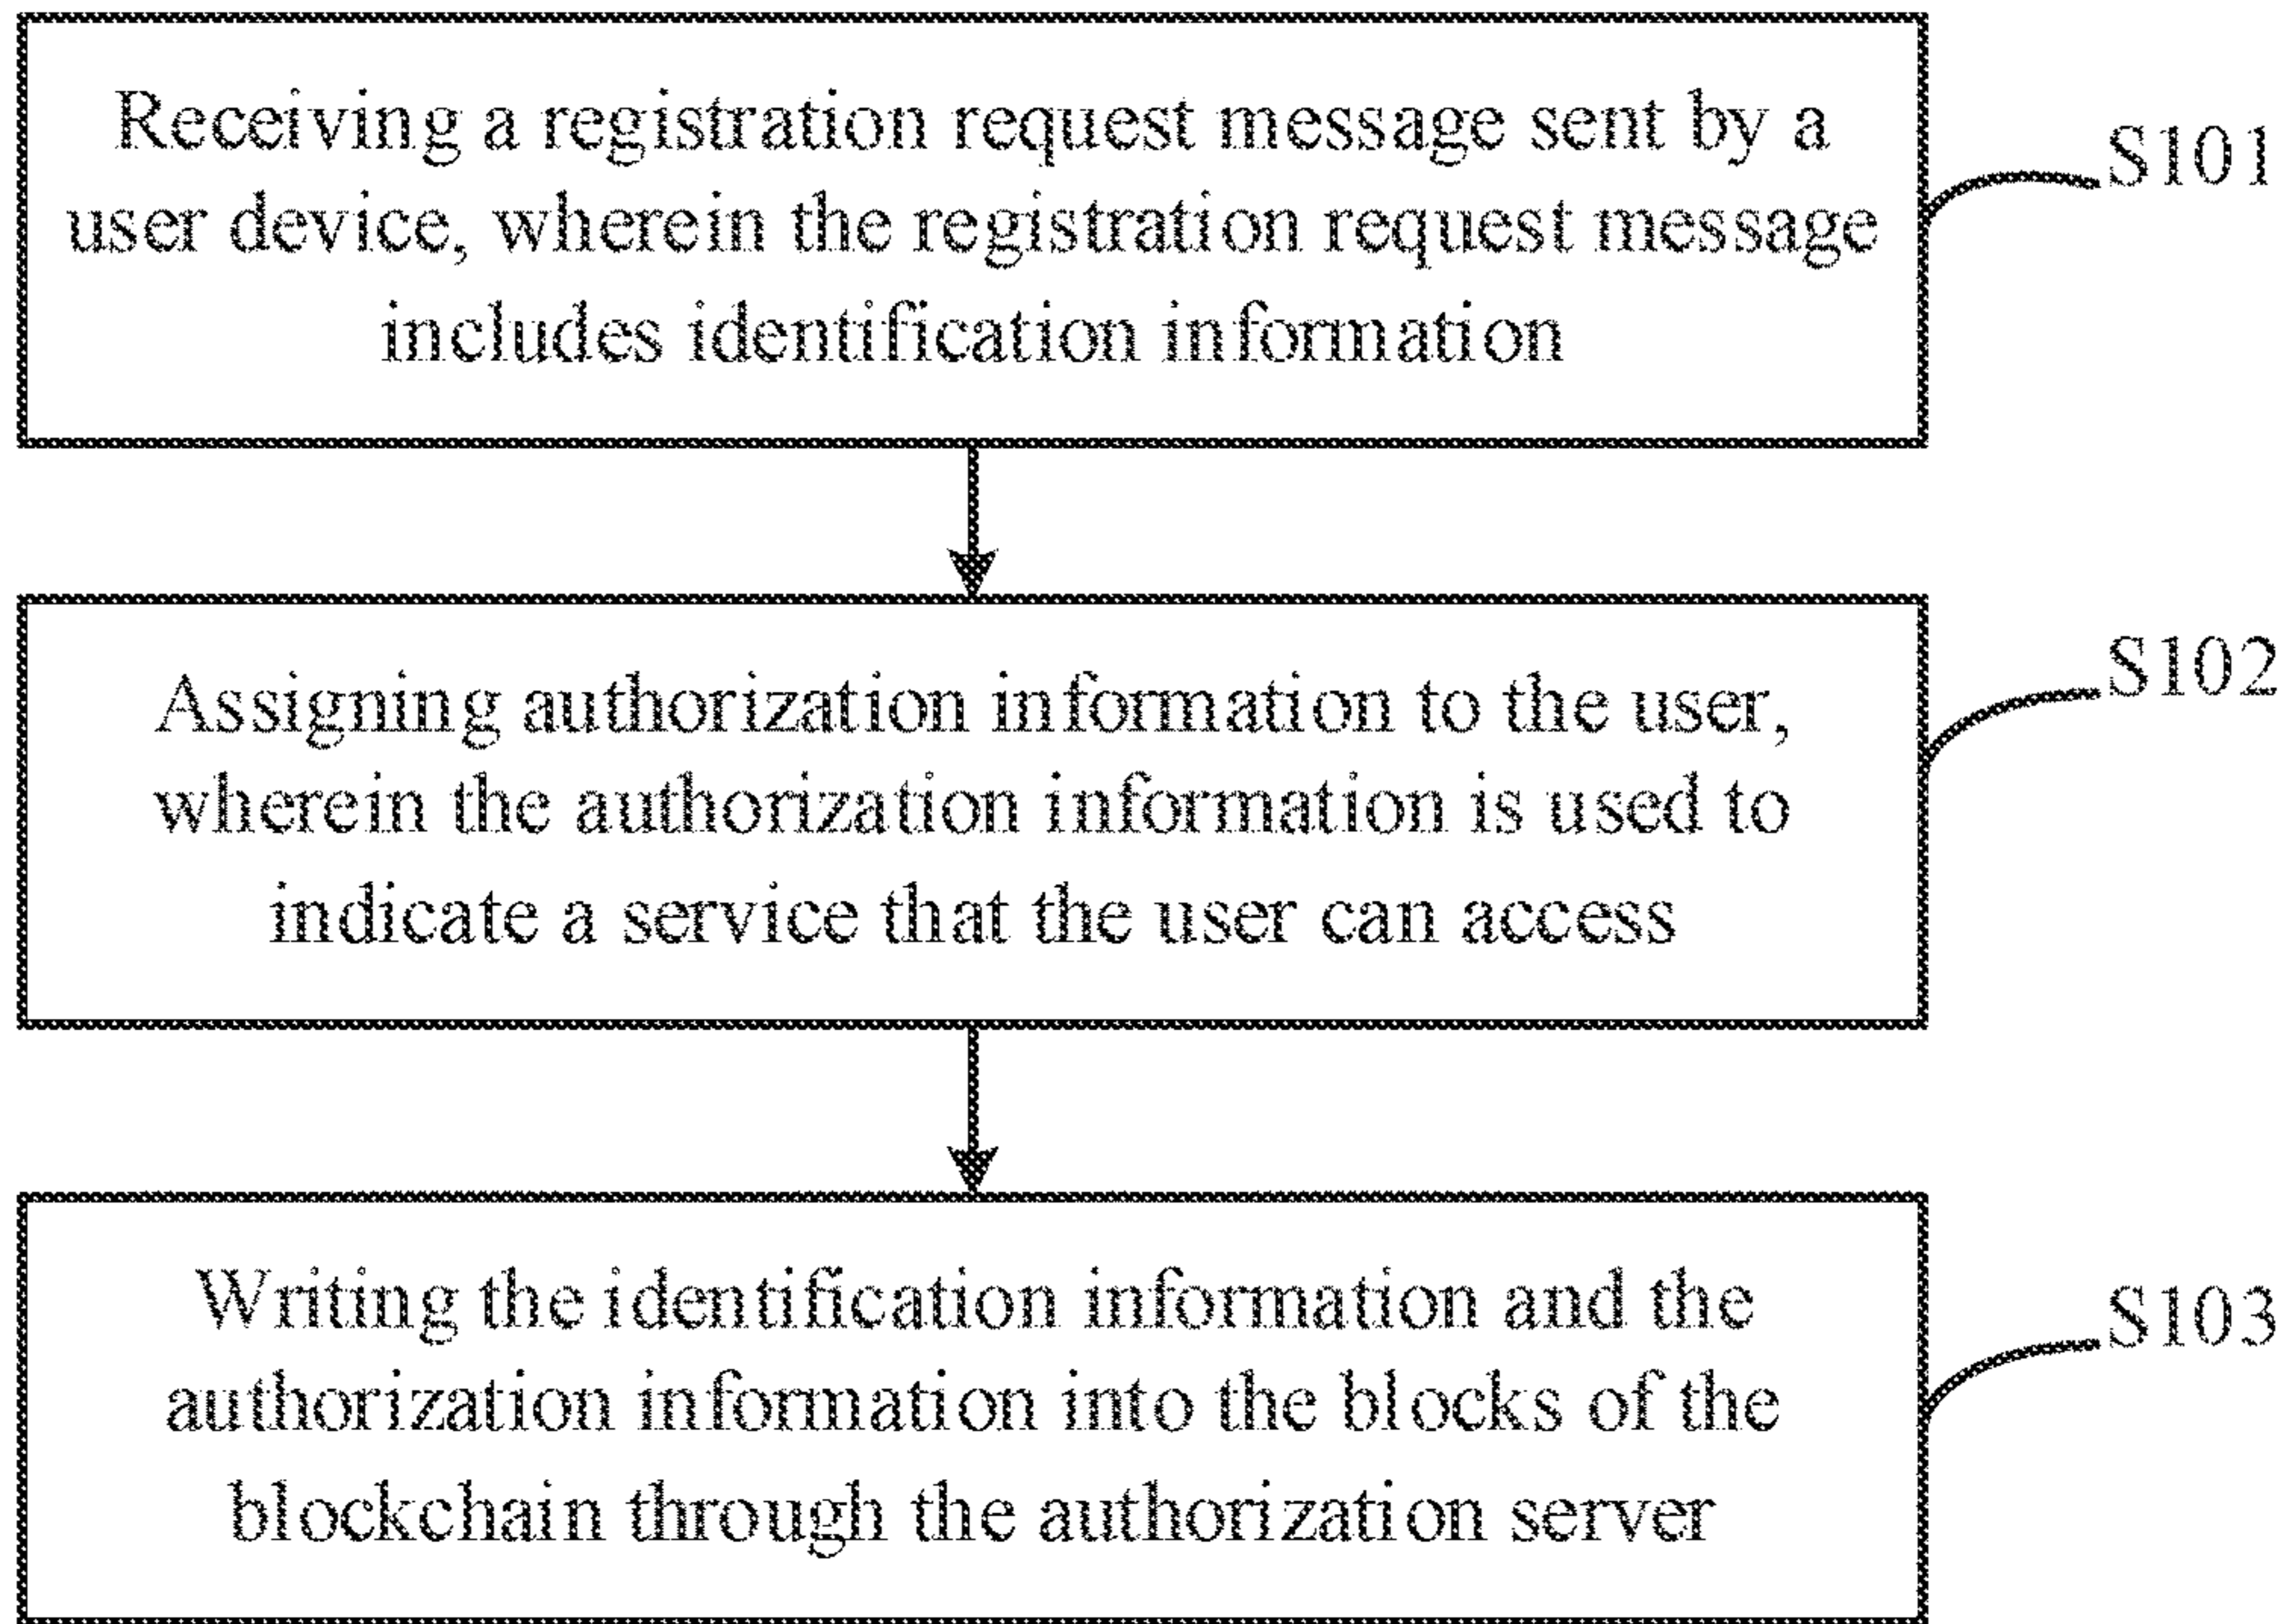 Receiving a registration request message sent by a
user device, wherein the registration request message
includes identification information
S101
Assigning authorization information to the user,
wherein the authorization information is used to
indicate a service that the user can access
S102
Writing the identification information and the
authorization information into the blocks of the
blockchain through the authorization server
S103